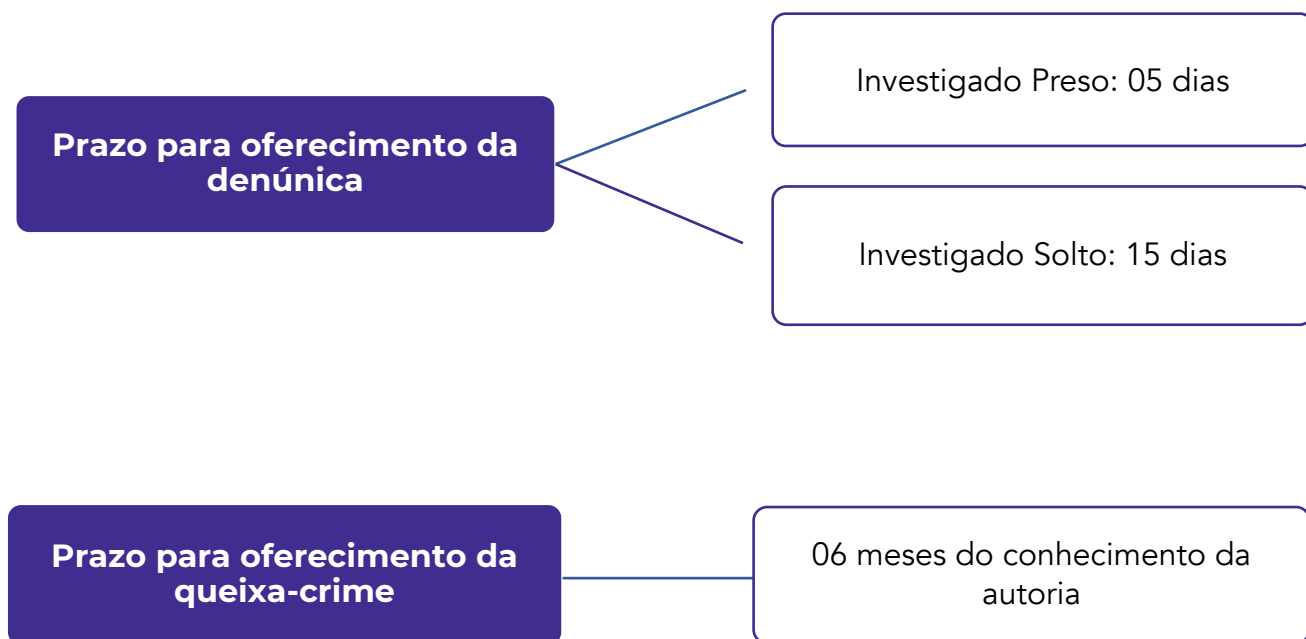 Investigado Preso: 05 dias
Prazo para oferecimento da
denúnica
Investigado Solto: 15 dias
Prazo para oferecimento da
queixa-crime
06 meses do conhecimento da
autoria